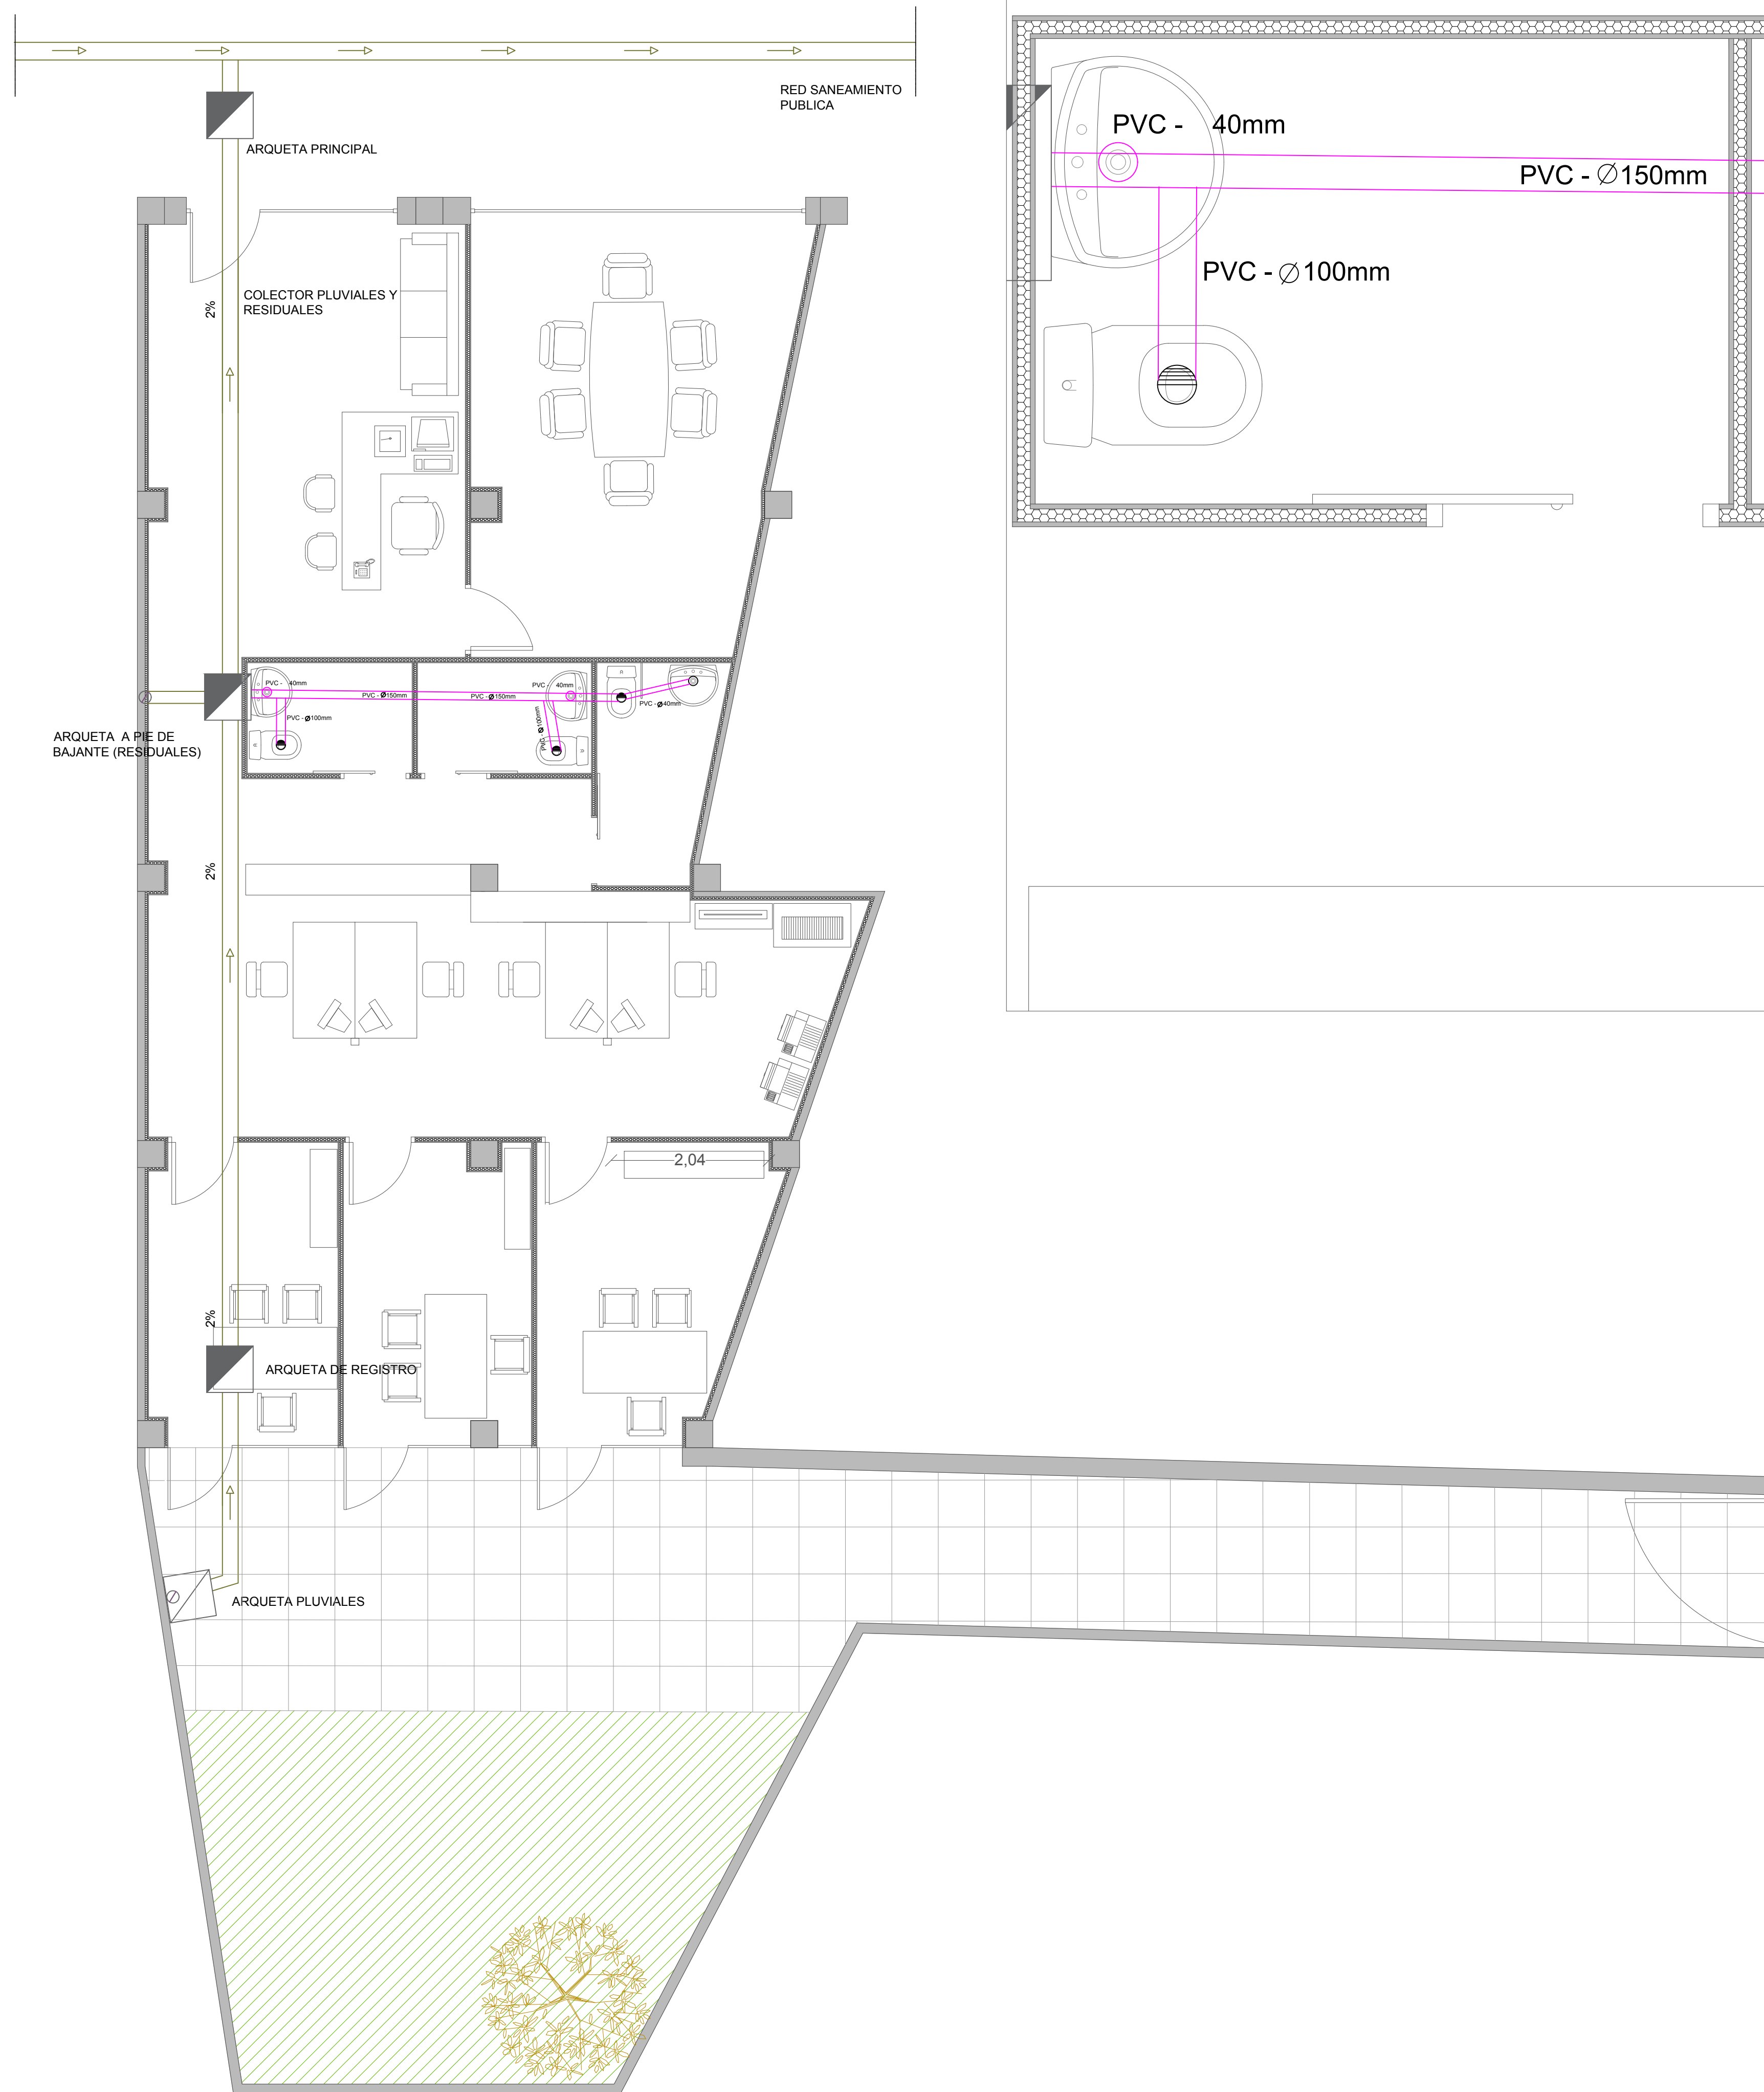 RED SANEAMIENTO
PUBLICA
ARQUETA PRINCIPAL
PVC - 40mm
PVC - Ø150mm
PVC - Ø100mm
2%
COLECTOR PLUVIALES Y
RESIDUALES
PVC - 40mm
PVC - Ø150mm
PVC - Ø150mm
PVC - 40mm
PVC - Ø40mm
PVC - Ø100mm
PVC - Ø100mm
ARQUETA A PIE DE
BAJANTE (RESIDUALES)
2%
2,04
2%
ARQUETA DE REGISTRO
ARQUETA PLUVIALES